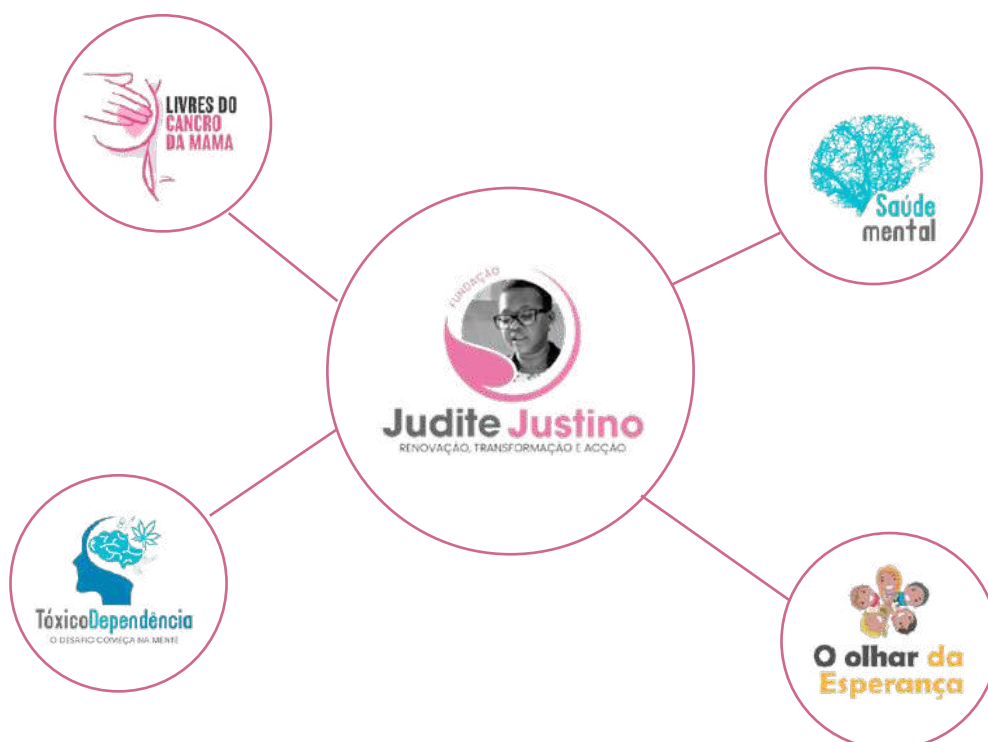 LIVRES DO
CANCRO
DA MAMA
Saúde
mental
FUNDAÇÃO
Judite Justino
RENOVAÇÃO, TRANSFORMAÇÃO E ACÇÃO
TóxicoDependência
O DESAFIO COMEÇA NA MENTE
O olhar da
Esperança